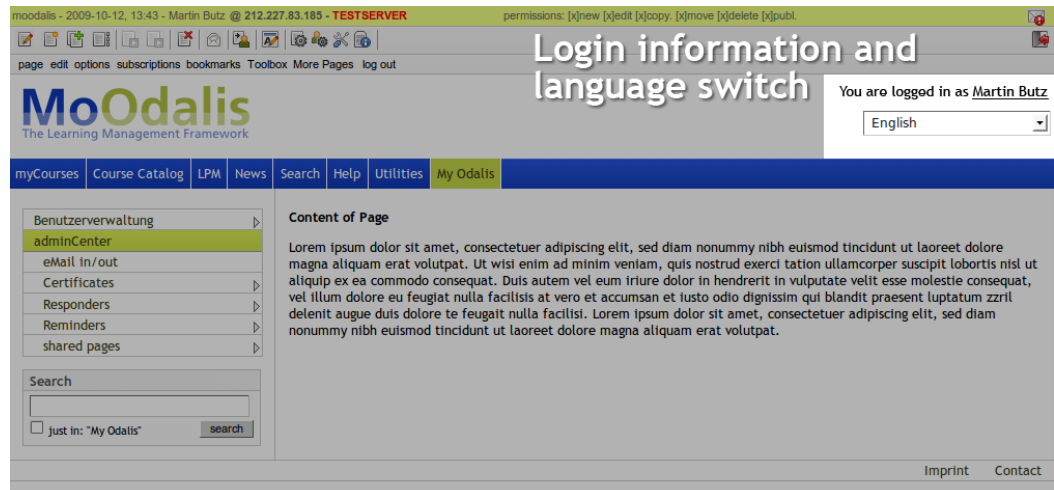 moodalis - 2009-10-12, 13:43 - Martin Butz @ 212.227.83.185 - TESTSERVER permissions: [x]new [x]edit [x]copy. [x]move [x]delete [x]publ.
page edit options subscriptions bookmarks Toolbox More Pages log out
Login information and
language switch
MoOdalis
The Learning Management Framework
You are logged in as Martin Butz
English
myCourses Course Catalog LPM News Search Help Utilities My Odalis
Benutzerverwaltung
adminCenter
eMail in/out
Certificates
Responders
Reminders
shared pages
Search
just in: "My Odalis" search
Content of Page
Lorem ipsum dolor sit amet, consectetuer adipiscing elit, sed diam nonummy nibh euismod tincidunt ut laoreet dolore
magna aliquam erat volutpat. Ut wisi enim ad minim veniam, quis nostrud exerci tation ullamcorper suscipit lobortis nisl ut
aliquip ex ea commodo consequat. Duis autem vel eum iriure dolor in hendrerit in vulputate velit esse molestie consequat,
vel illum dolore eu feugiat nulla facilisis at vero et accumsan et iusto odio dignissim qui blandit praesent luptatum zzril
delenit augue duis dolore te feugait nulla facilisi. Lorem ipsum dolor sit amet, consectetuer adipiscing elit, sed diam
nonummy nibh euismod tincidunt ut laoreet dolore magna aliquam erat volutpat.
Imprint Contact